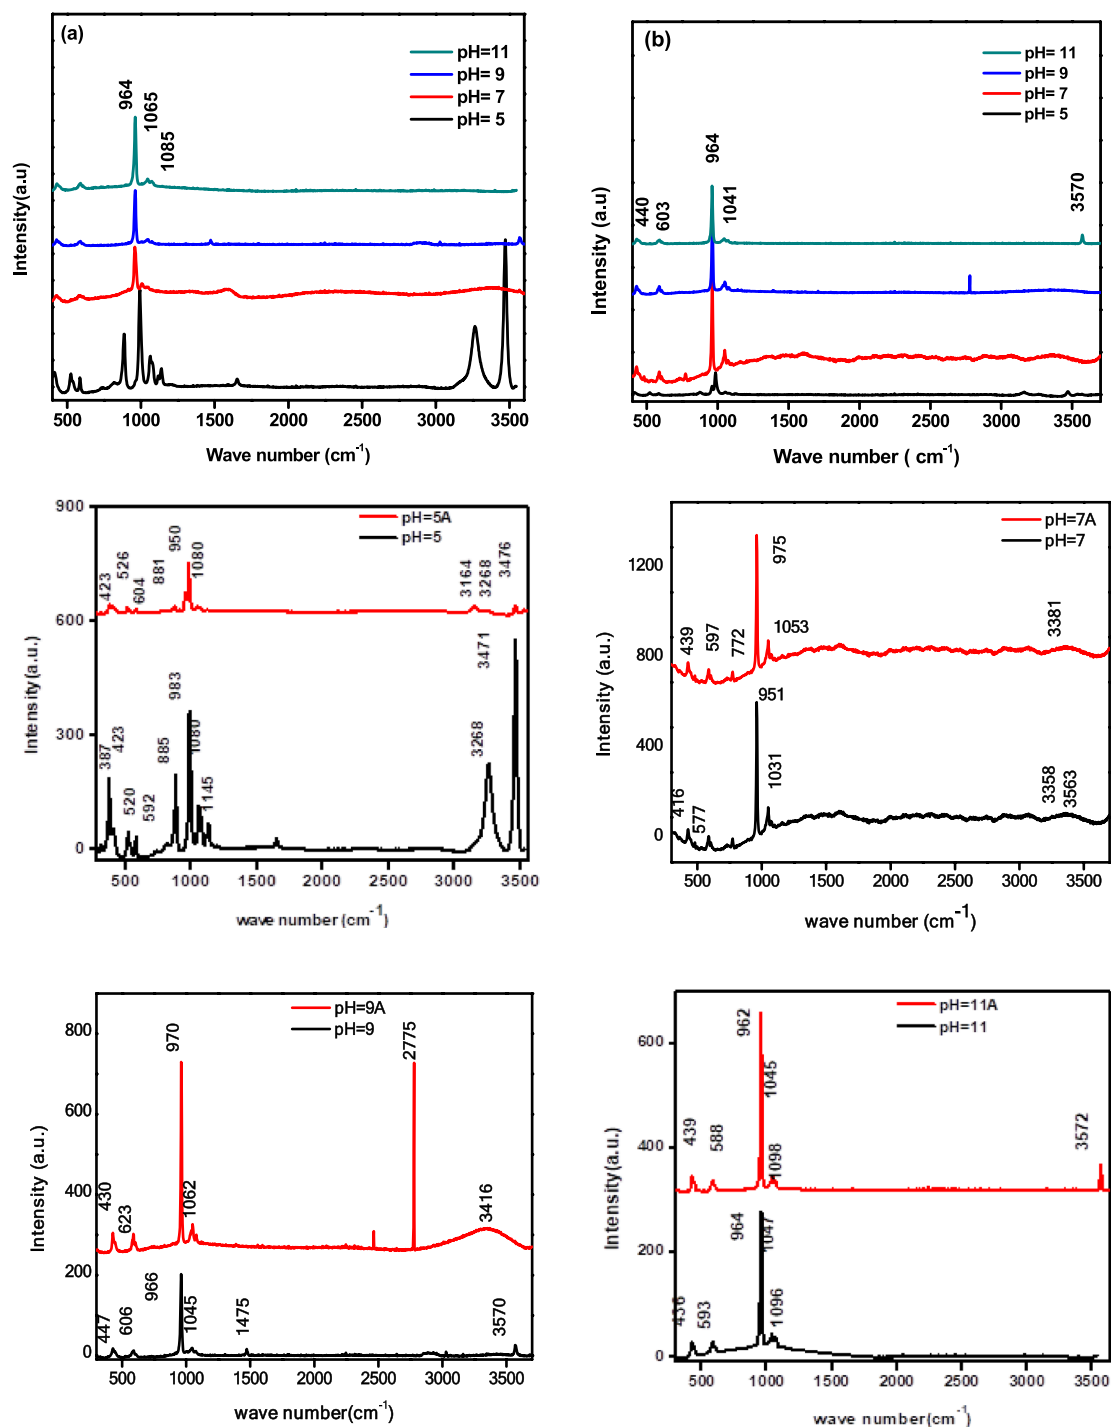 (a)
pH=11
pH= 9
pH= 7
pH= 5
964
1065
1085
Intensity(a.u)
500 1000 1500 2000 2500 3000 3500
Wave number (cm-1)
(b)
pH= 11
pH= 9
pH= 7
pH= 5
964
440
603
1041
3570
Intensity (a.u)
500 1000 1500 2000 2500 3000 3500
Wave number ( cm-1)
900
600
300
0
pH=5A
pH=5
423
526
604
881
950
1080
3164
3268
3476
387
423
520
592
885
983
1080
1145
3268
3471
Intensity(a.u.)
500 1000 1500 2000 2500 3000 3500
wave number(cm-1)
1200
800
400
0
pH=7A
pH=7
975
439
597
772
1053
3381
951
416
577
1031
3358
3563
Intensity (a.u.)
500 1000 1500 2000 2500 3000 3500
wave number(cm-1)
800
600
400
200
0
pH=9A
pH=9
970
2775
430
623
1062
3416
966
447
606
1045
1475
3570
Intensity (a.u.)
500 1000 1500 2000 2500 3000 3500
wave number(cm-1)
600
400
200
0
pH=11A
pH=11
962
1045
439
588
1098
3572
964
1047
436
593
1096
Intensity(a.u.)
500 1000 1500 2000 2500 3000 3500
wave number(cm-1)